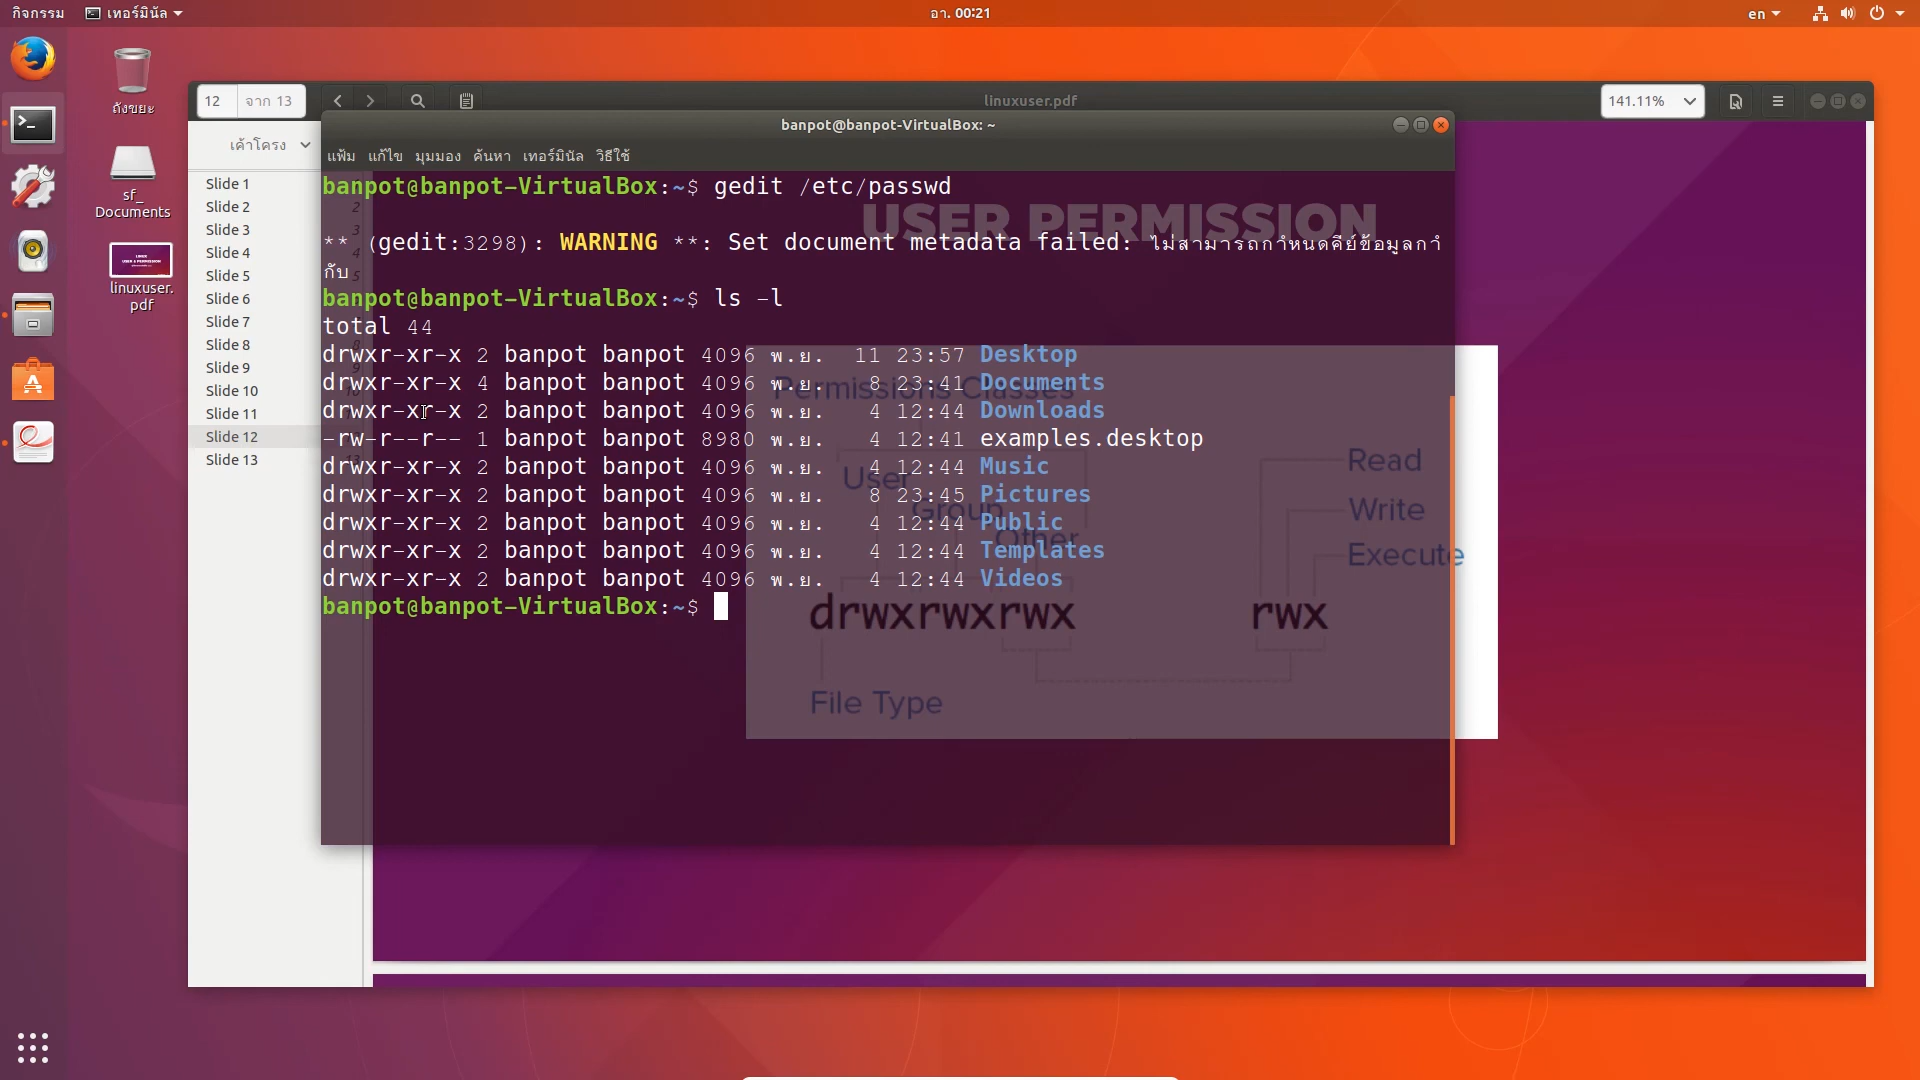 กิจกรรม เทอร์มินัล อา. 00:21 en
ถังขยะ
sf_
Documents
linuxuser.
pdf
12 จาก 13 linuxuser.pdf 141.11%
เค้าโครง
Slide 1
Slide 2
Slide 3
Slide 4
Slide 5
Slide 6
Slide 7
Slide 8
Slide 9
Slide 10
Slide 11
Slide 12
Slide 13
banpot@banpot-VirtualBox: ~
แฟ้ม แก้ไข มุมมอง ค้นหา เทอร์มินัล วิธีใช้
banpot@banpot-VirtualBox:~$ gedit /etc/passwd
** (gedit:3298): WARNING **: Set document metadata failed: ไม่สามารถกำหนดคีย์ข้อมูลกำ
กับ
banpot@banpot-VirtualBox:~$ ls -l
total 44
drwxr-xr-x 2 banpot banpot 4096 พ.ย. 11 23:57 Desktop
drwxr-xr-x 4 banpot banpot 4096 พ.ย. 8 23:41 Documents
drwxr-xr-x 2 banpot banpot 4096 พ.ย. 4 12:44 Downloads
-rw-r--r-- 1 banpot banpot 8980 พ.ย. 4 12:41 examples.desktop
drwxr-xr-x 2 banpot banpot 4096 พ.ย. 4 12:44 Music
drwxr-xr-x 2 banpot banpot 4096 พ.ย. 8 23:45 Pictures
drwxr-xr-x 2 banpot banpot 4096 พ.ย. 4 12:44 Public
drwxr-xr-x 2 banpot banpot 4096 พ.ย. 4 12:44 Templates
drwxr-xr-x 2 banpot banpot 4096 พ.ย. 4 12:44 Videos
banpot@banpot-VirtualBox:~$
USER PERMISSION
Permissions Classes
User
Group
Other
drwxrwxrwx
File Type
Read
Write
Execute
rwx